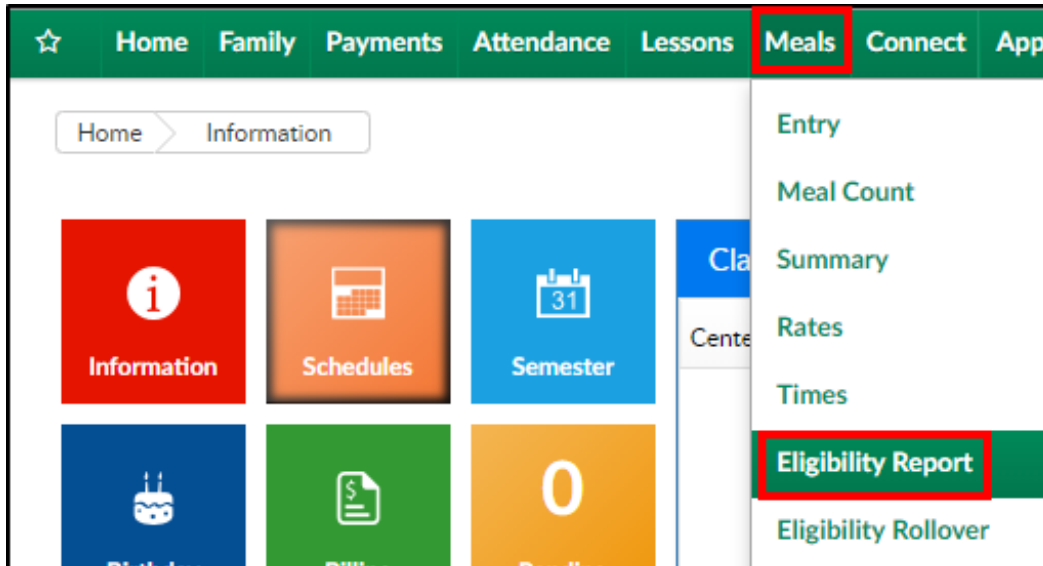 Home Family Payments Attendance Lessons Meals Connect App
Home Information
Entry
Meal Count
Summary
Rates
Times
Eligibility Report
Eligibility Rollover
Information
Schedules
31
Semester
Cla
Cente
$
0